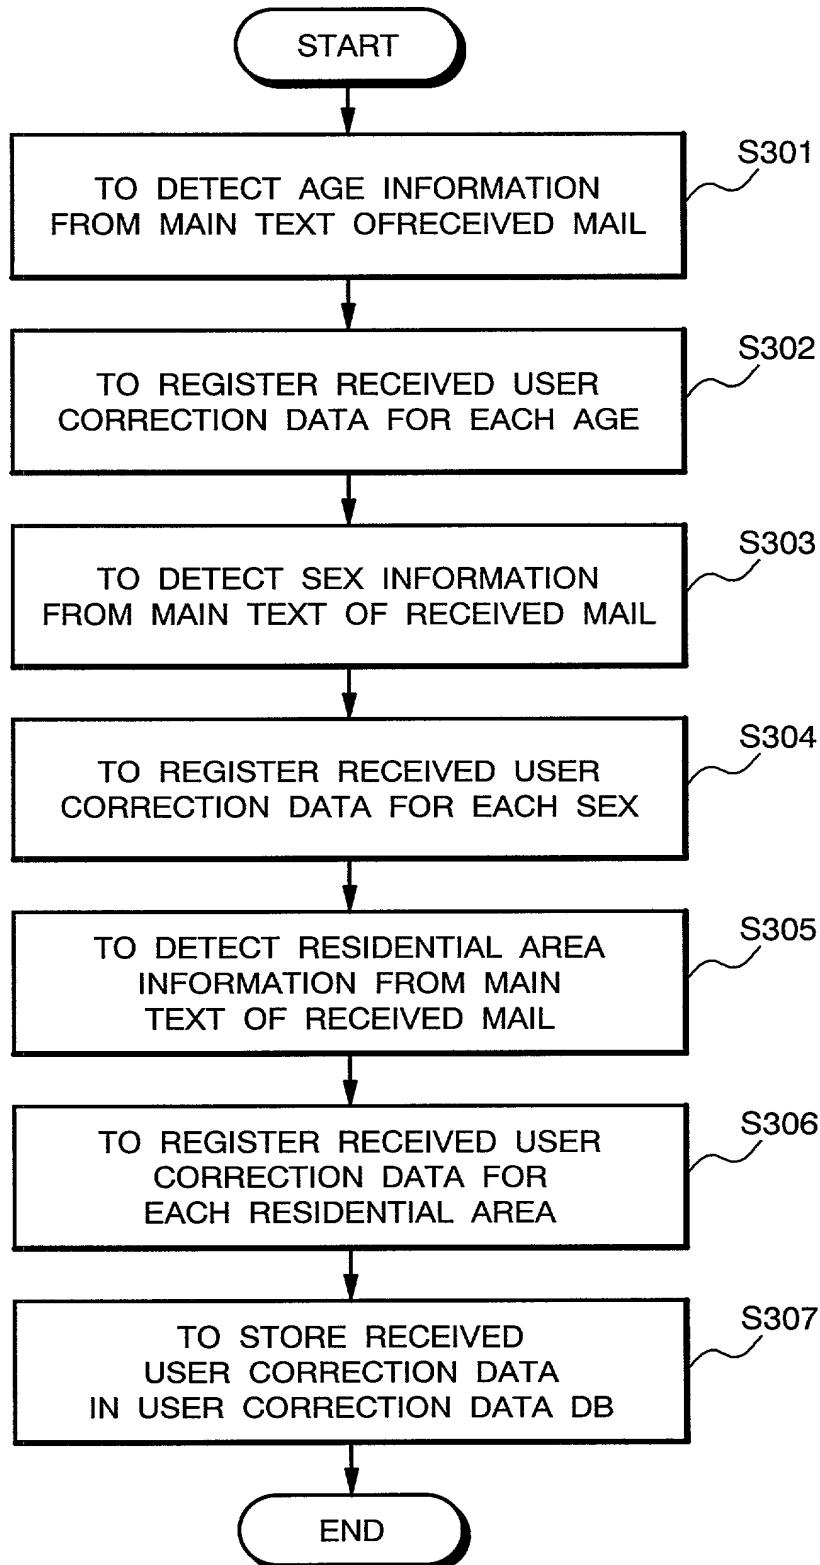 START
S301
TO DETECT AGE INFORMATION
FROM MAIN TEXT OFRECEIVED MAIL
S302
TO REGISTER RECEIVED USER
CORRECTION DATA FOR EACH AGE
S303
TO DETECT SEX INFORMATION
FROM MAIN TEXT OF RECEIVED MAIL
S304
TO REGISTER RECEIVED USER
CORRECTION DATA FOR EACH SEX
S305
TO DETECT RESIDENTIAL AREA
INFORMATION FROM MAIN
TEXT OF RECEIVED MAIL
S306
TO REGISTER RECEIVED USER
CORRECTION DATA FOR
EACH RESIDENTIAL AREA
S307
TO STORE RECEIVED
USER CORRECTION DATA
IN USER CORRECTION DATA DB
END